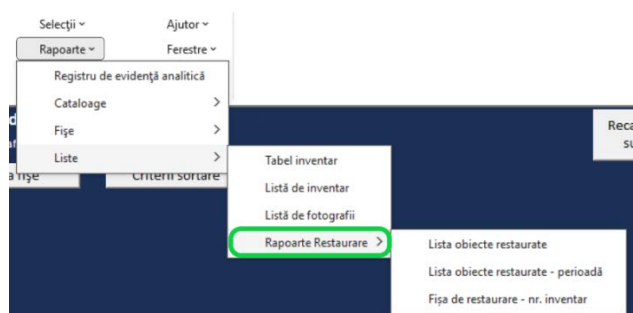 Selecţii
Ajutor
Rapoarte
Ferestre
Registru de evidenţă analitică
Cataloage
Fişe
Liste
Criterii sortare
Tabel inventar
Listă de inventar
Listă de fotografii
Rapoarte Restaurare
Lista obiecte restaurate
Lista obiecte restaurate - perioadă
Fișa de restaurare - nr. inventar